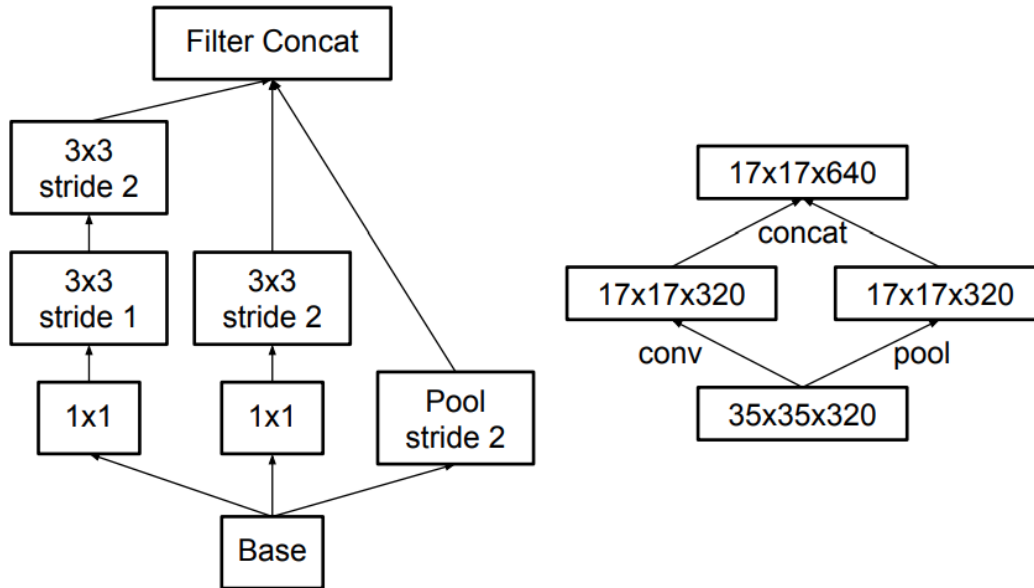 Filter Concat
3x3
stride 2
3x3
stride 1
3x3
stride 2
1x1
1x1
Pool
stride 2
Base
17x17x640
concat
17x17x320
17x17x320
conv
pool
35x35x320